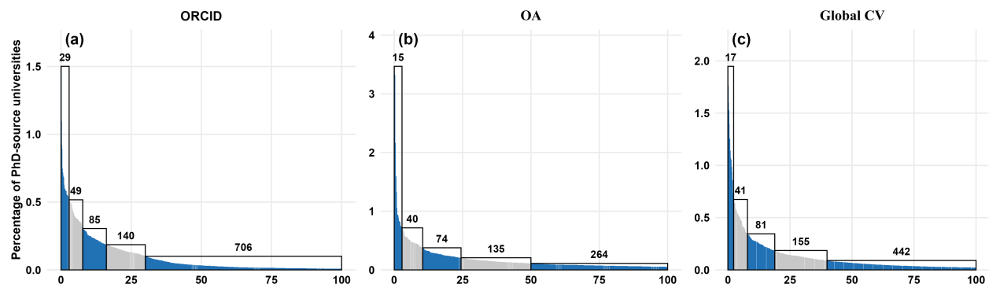 ORCID
OA
Global CV
Percentage of PhD-source universities
(a)
29
49
85
140
706
1.5
1.0
0.5
0.0
0 25 50 75 100
(b)
15
40
74
135
264
4
3
2
1
0
0 25 50 75 100
(c)
17
41
81
155
442
2.0
1.5
1.0
0.5
0.0
0 25 50 75 100